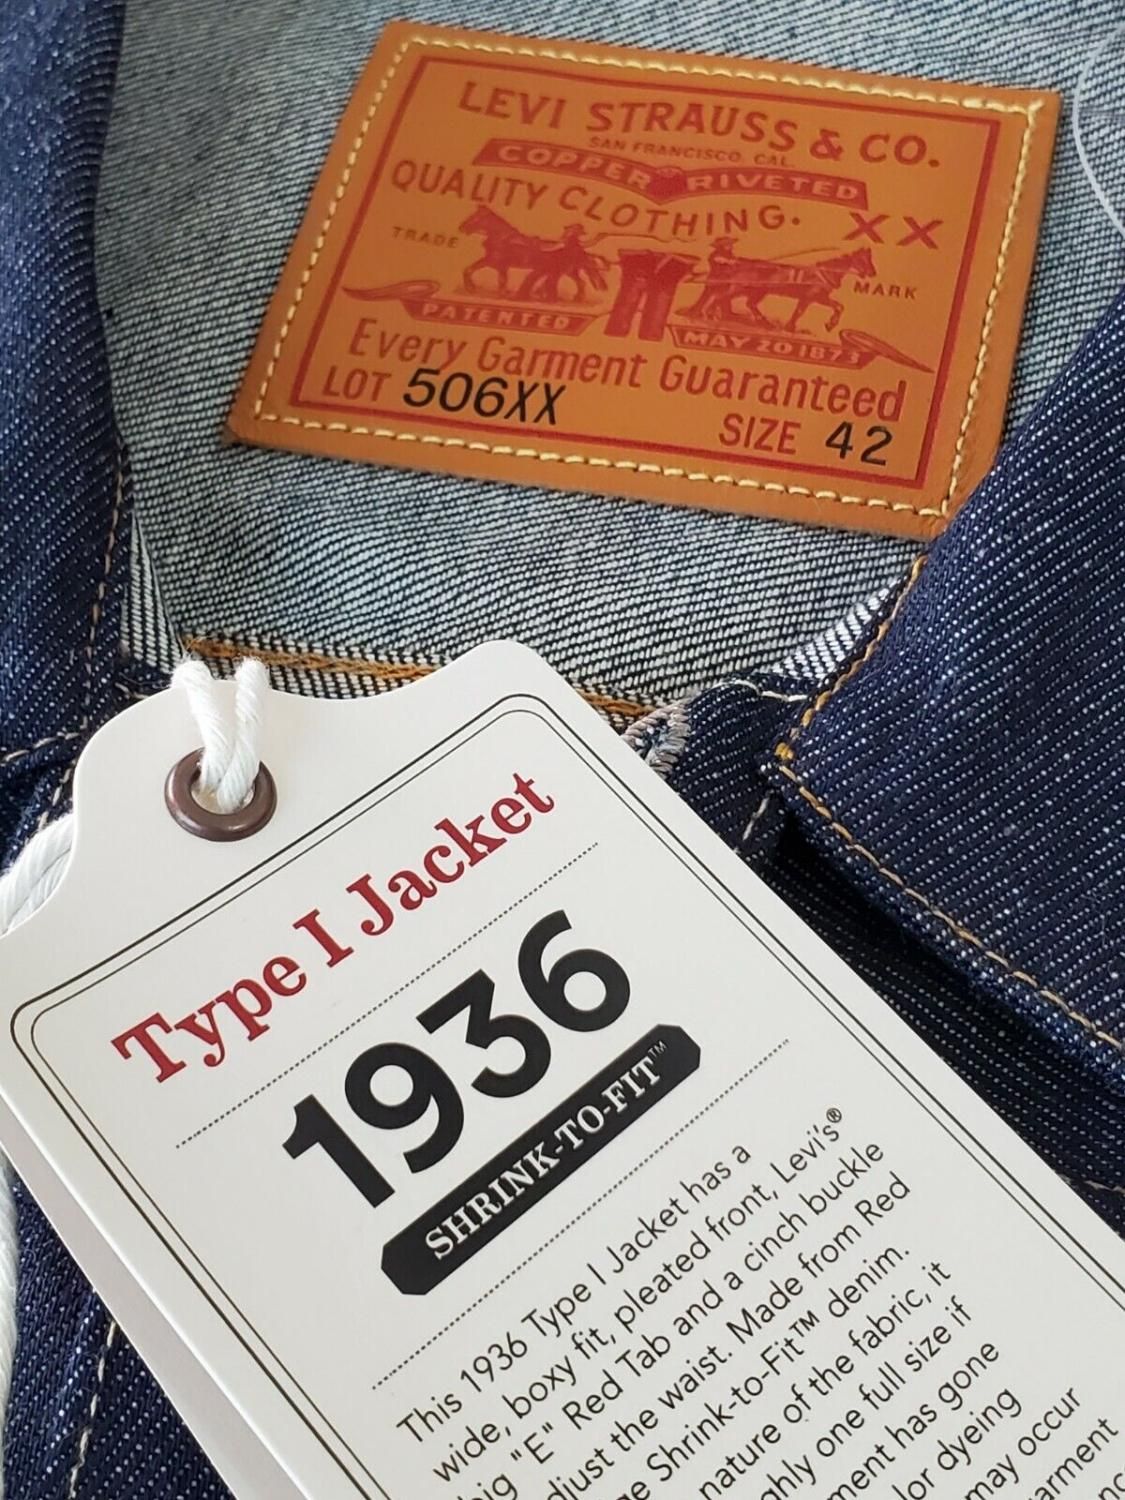 LEVI STRAUSS & CO.
SAN FRANCISCO, CAL.
COPPER RIVETED
QUALITY CLOTHING. XX
TRADE MARK
PATENTED MAY 20 1873
Every Garment Guaranteed
LOT 506XX
SIZE 42
Type I Jacket
1936
SHRINK-TO-FIT™
This 1936 Type I Jacket has a
wide, boxy fit, pleated front, Levi's®
big "E" Red Tab and a cinch buckle
the waist. Made from Red
Shrink-to-Fit™ denim.
nature of the fabric, it
one full size if
has gone
dyeing
may occur